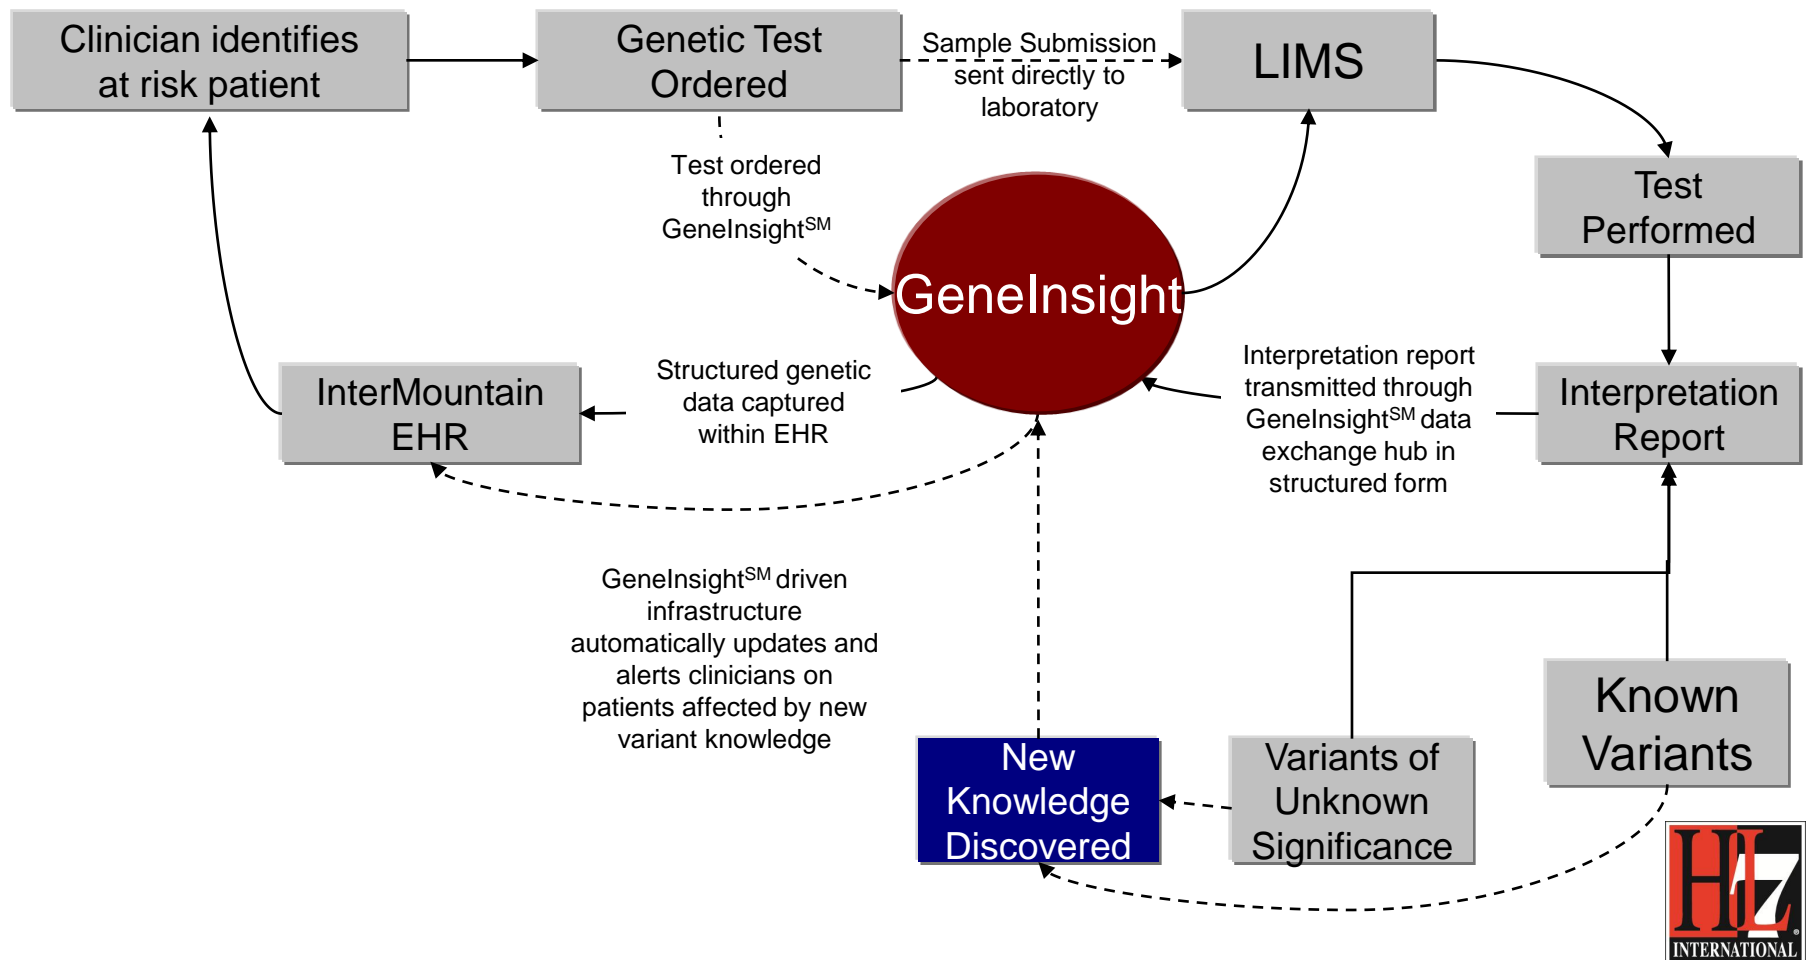 Clinician identifies
at risk patient
Genetic Test
Ordered
Sample Submission
sent directly to
laboratory
LIMS
Test ordered
through
GeneInsightSM
GeneInsight
Test
Performed
InterMountain
EHR
Structured genetic
data captured
within EHR
Interpretation report
transmitted through
GeneInsightSM data
exchange hub in
structured form
Interpretation
Report
GeneInsightSM driven
infrastructure
automatically updates and
alerts clinicians on
patients affected by new
variant knowledge
New
Knowledge
Discovered
Variants of
Unknown
Significance
Known
Variants
HL7®
INTERNATIONAL